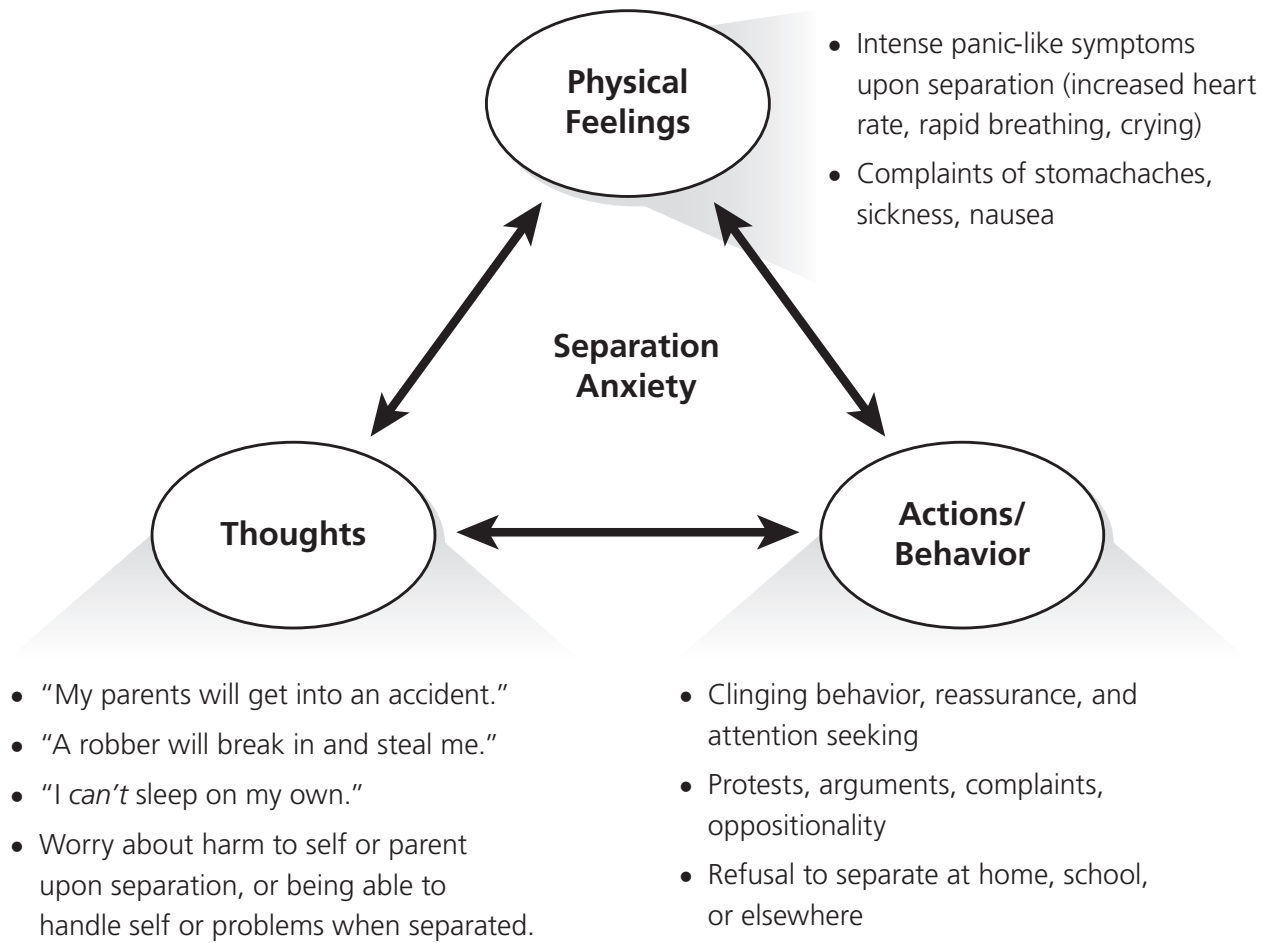 Physical
Feelings
• Intense panic-like symptoms
upon separation (increased heart
rate, rapid breathing, crying)
• Complaints of stomachaches,
sickness, nausea
Separation
Anxiety
Thoughts
Actions/
Behavior
• “My parents will get into an accident.”
• “A robber will break in and steal me.”
• “I can’t sleep on my own.”
• Worry about harm to self or parent
upon separation, or being able to
handle self or problems when separated.
• Clinging behavior, reassurance, and
attention seeking
• Protests, arguments, complaints,
oppositionality
• Refusal to separate at home, school,
or elsewhere